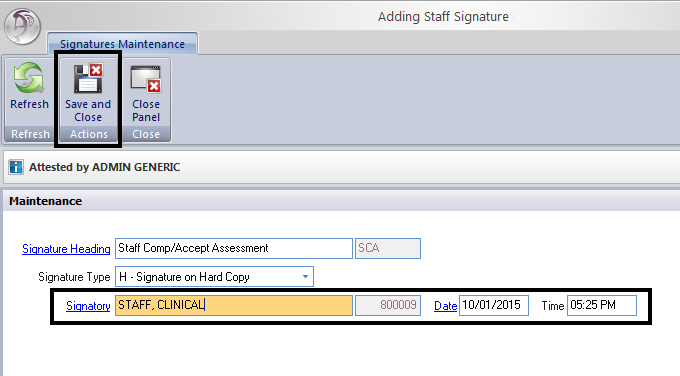 Adding Staff Signature
Signatures Maintenance
Refresh
Save and Close
Close Panel
Refresh
Actions
Close
Attested by ADMIN GENERIC
Maintenance
Signature Heading Staff Comp/Accept Assessment SCA
Signature Type H - Signature on Hard Copy
Signatory STAFF, CLINICAL 800009 Date 10/01/2015 Time 05:25 PM